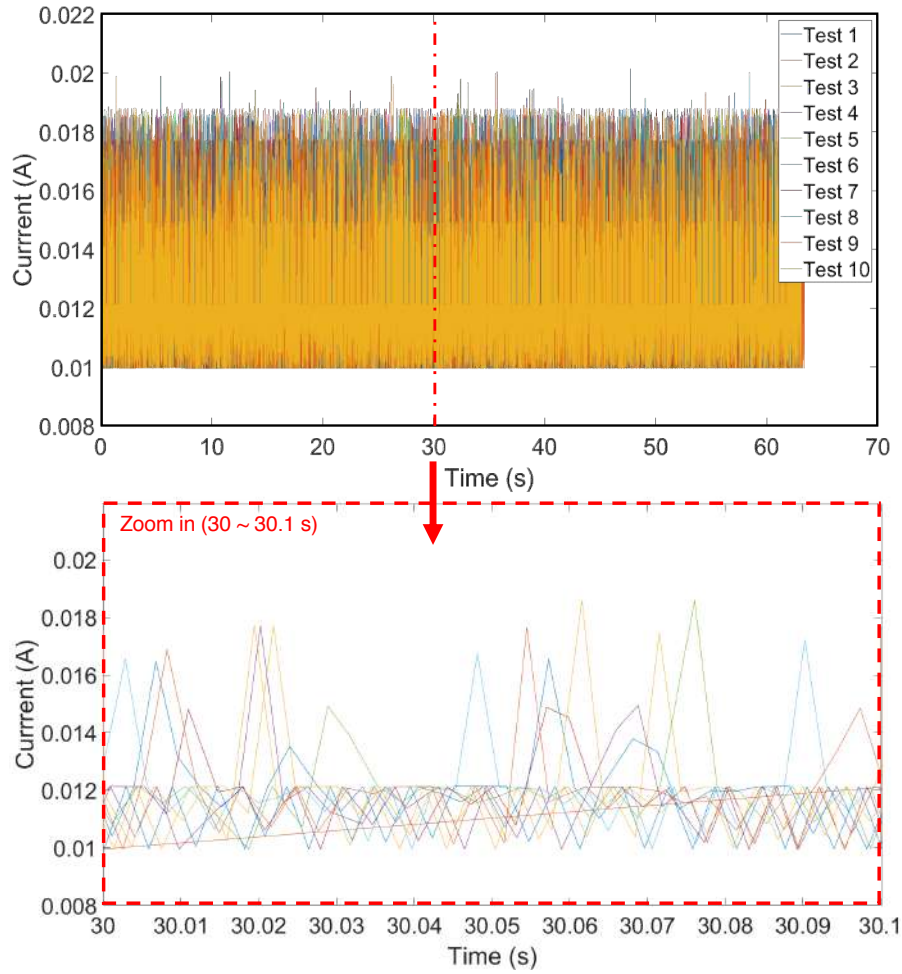 0.022
0.02
0.018
0.016
0.014
0.012
0.01
0.008
Currrent (A)
0 10 20 30 40 50 60 70
Time (s)
Test 1
Test 2
Test 3
Test 4
Test 5
Test 6
Test 7
Test 8
Test 9
Test 10
Zoom in (30 ~ 30.1 s)
0.02
0.018
0.016
0.014
0.012
0.01
0.008
Currrent (A)
30 30.01 30.02 30.03 30.04 30.05 30.06 30.07 30.08 30.09 30.1
Time (s)